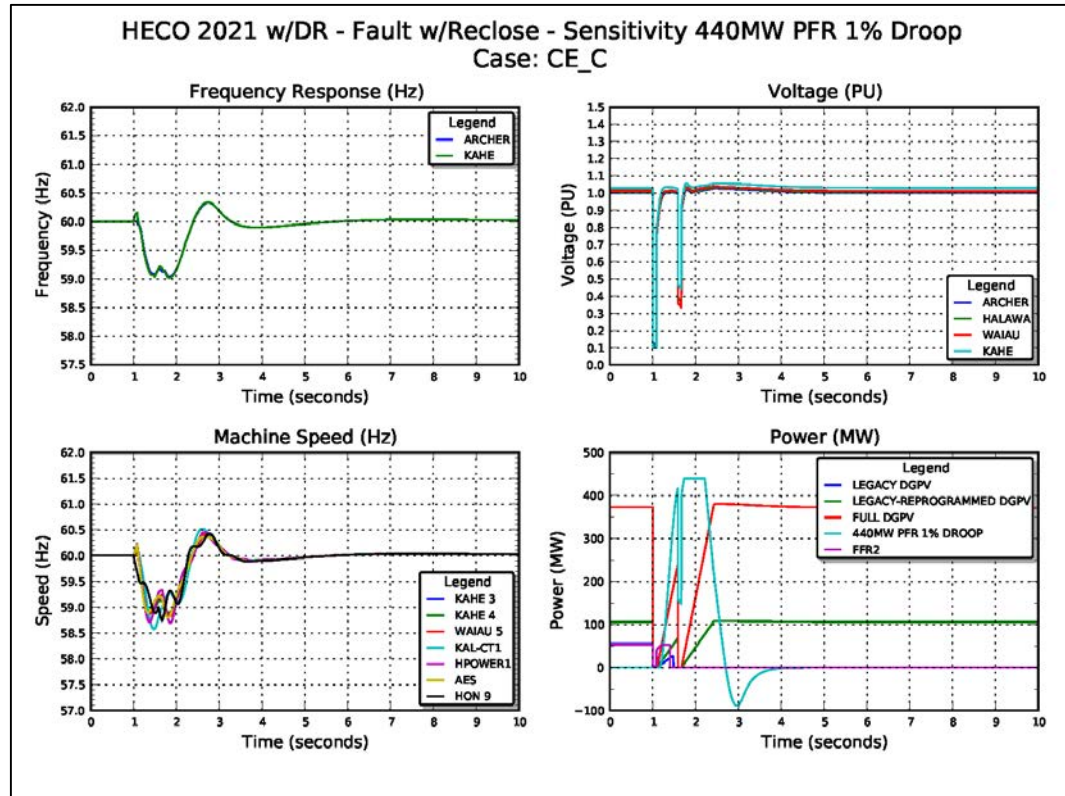 HECO 2021 w/DR - Fault w/Reclose - Sensitivity 440MW PFR 1% Droop
Case: CE_C
Frequency Response (Hz)
62.0
61.5
61.0
60.5
60.0
59.5
59.0
58.5
58.0
57.5
Frequency (Hz)
0 1 2 3 4 5 6 7 8 9 10
Time (seconds)
Legend
ARCHER
KAHE
Voltage (PU)
1.5
1.4
1.3
1.2
1.1
1.0
0.9
0.8
0.7
0.6
0.5
0.4
0.3
0.2
0.1
0.0
Voltage (PU)
0 1 2 3 4 5 6 7 8 9 10
Time (seconds)
Legend
ARCHER
HALAWA
WAIAU
KAHE
Machine Speed (Hz)
62.0
61.5
61.0
60.5
60.0
59.5
59.0
58.5
58.0
57.5
57.0
Speed (Hz)
0 1 2 3 4 5 6 7 8 9 10
Time (seconds)
Legend
KAHE 3
KAHE 4
WAIAU 5
KAL-CT1
HPOWER1
AES
HON 9
Power (MW)
500
400
300
200
100
0
−100
Power (MW)
0 1 2 3 4 5 6 7 8 9 10
Time (seconds)
Legend
LEGACY DGPV
LEGACY-REPROGRAMMED DGPV
FULL DGPV
440MW PFR 1% DROOP
FFR2